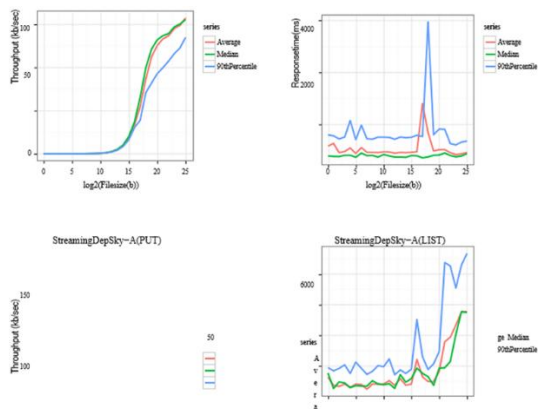 Throughput (kb/sec)
100
50
0
0 5 10 15 20 25
log2(Filesize(b))
series
Average
Median
90thPercentile
Responsetime(ms)
4000
2000
0 5 10 15 20 25
log2(Filesize(b))
series
Average
Median
90thPercentile
StreamingDepSky−A(PUT)
Throughput (kb/sec)
150
100
50
StreamingDepSky−A(LIST)
6000
series
A
v
e
r
a
ge Median
90thPercentile